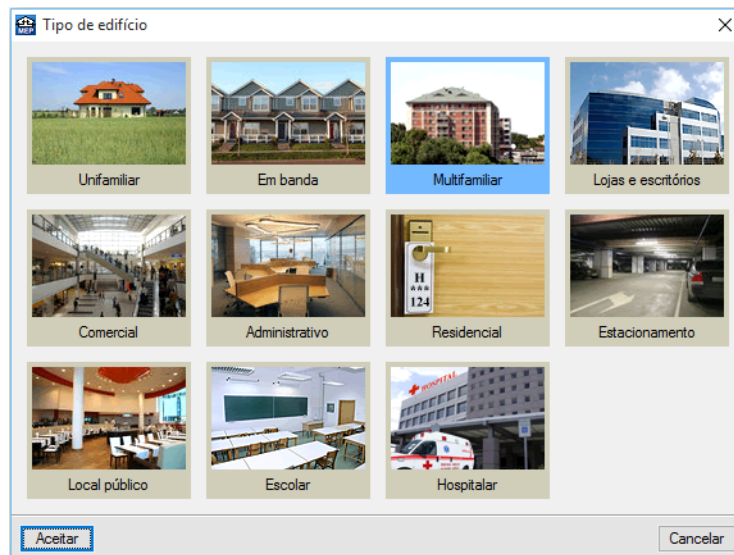 MEP Tipo de edifício
Unifamiliar
Em banda
Multifamiliar
Lojas e escritórios
H
124
Comercial
Administrativo
Residencial
Estacionamento
HOSPITAL
Local público
Escolar
Hospitalar
Aceitar
Cancelar